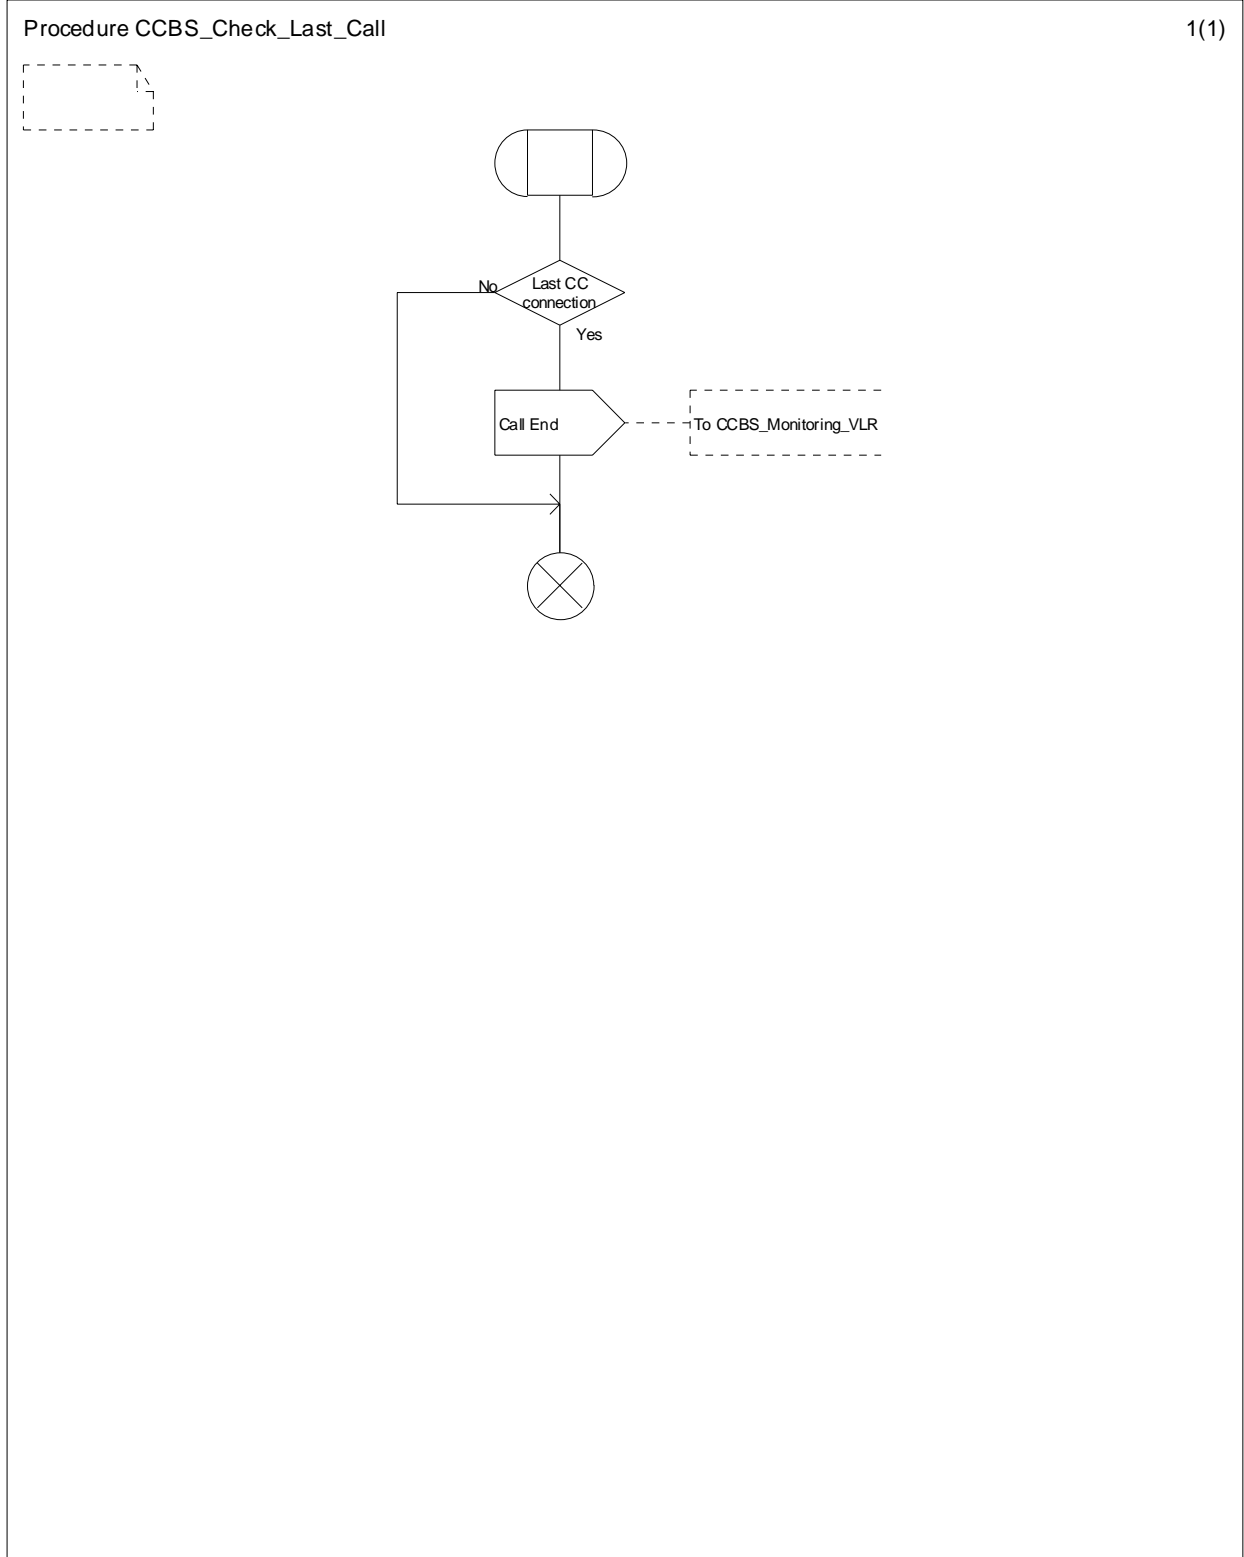 Procedure CCBS_Check_Last_Call
1(1)
Last CC
connection
No
Yes
Call End
To CCBS_Monitoring_VLR